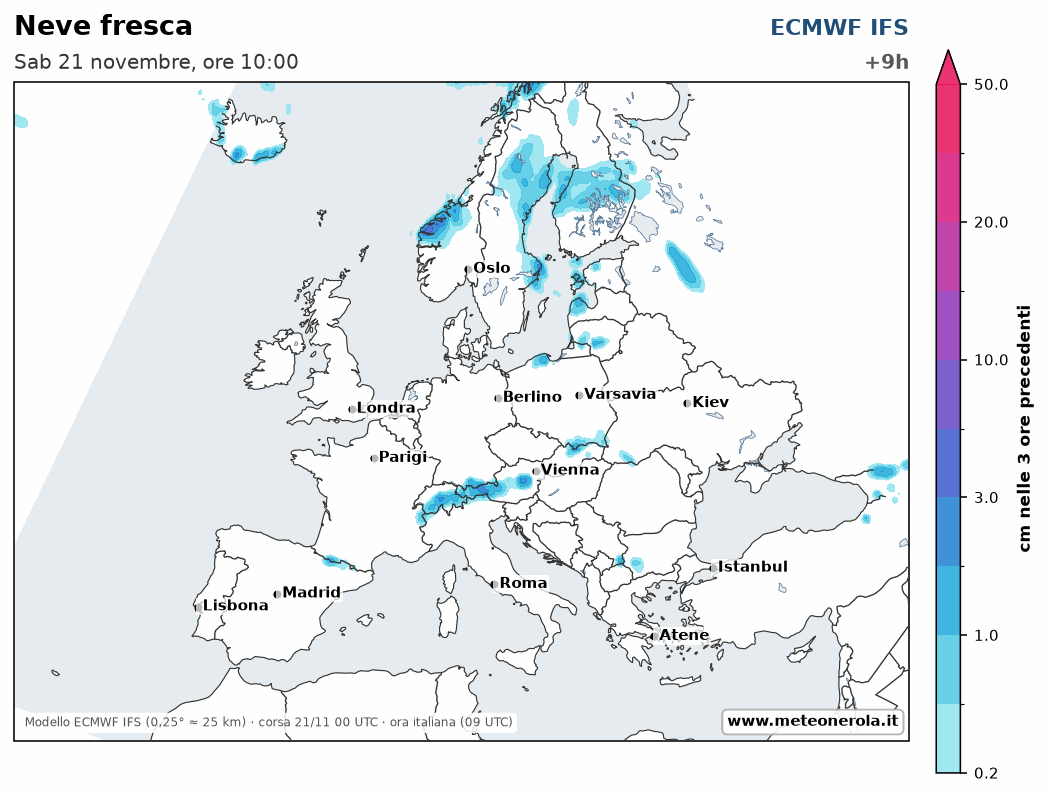 Neve fresca
ECMWF IFS
Sab 21 novembre, ore 10:00
+9h
50.0
20.0
10.0
3.0
1.0
0.2
cm nelle 3 ore precedenti
Oslo
Londra
Berlino
Varsavia
Kiev
Parigi
Vienna
Istanbul
Roma
Madrid
Lisbona
Atene
Modello ECMWF IFS (0,25° ≈ 25 km) · corsa 21/11 00 UTC · ora italiana (09 UTC)
www.meteonerola.it